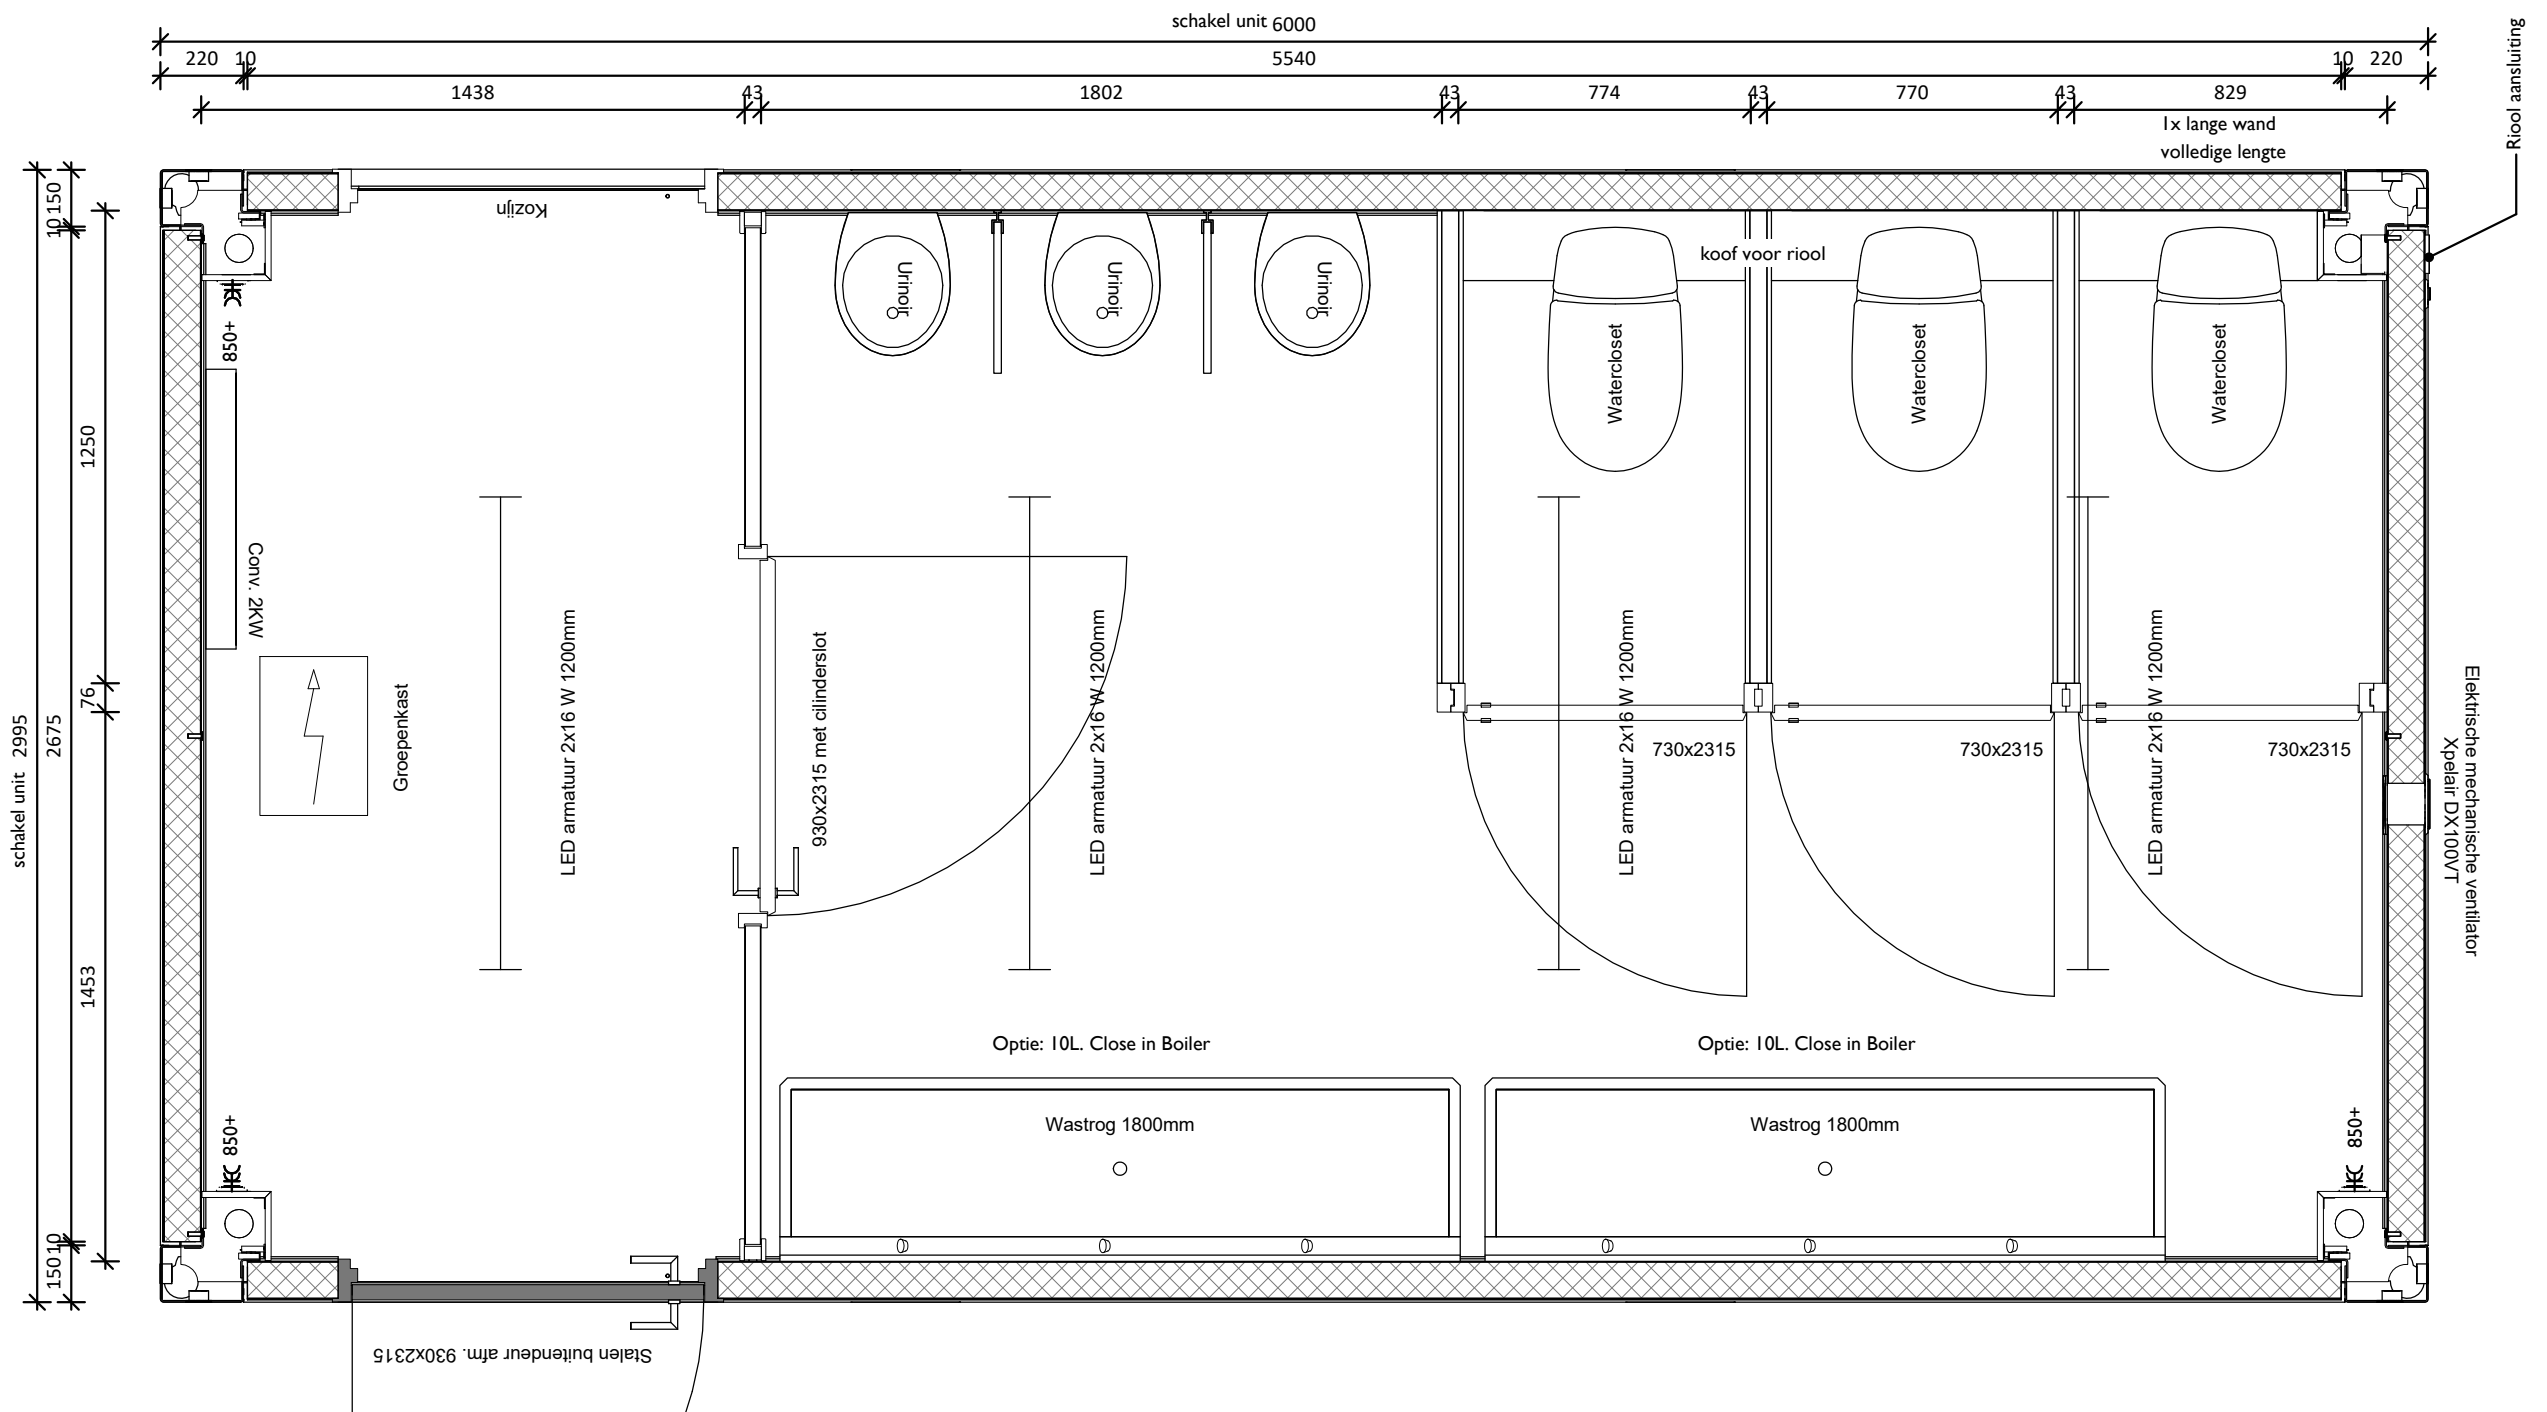 schakel unit 6000
220 10 5540 10 220
1438 43 1802 43 774 43 770 43 829
1x lange wand
volledige lengte
Riool aansluiting
schakel unit 2995
150 10 2675 10 150
1250 76 1453
Kozijn
850+
Conv. 2KW
Groepenkast
LED armatuur 2x16 W 1200mm
930x2315 met cilinderslot
Urinoir
Urinoir
Urinoir
LED armatuur 2x16 W 1200mm
koof voor riool
Watercloset
Watercloset
Watercloset
LED armatuur 2x16 W 1200mm
LED armatuur 2x16 W 1200mm
730x2315
730x2315
730x2315
Elektrische mechanische ventilator
Xpelair DX100VT
Optie: 10L. Close in Boiler
Optie: 10L. Close in Boiler
Wastrog 1800mm
Wastrog 1800mm
850+
850+
Stalen buitendeur afm. 930x2315